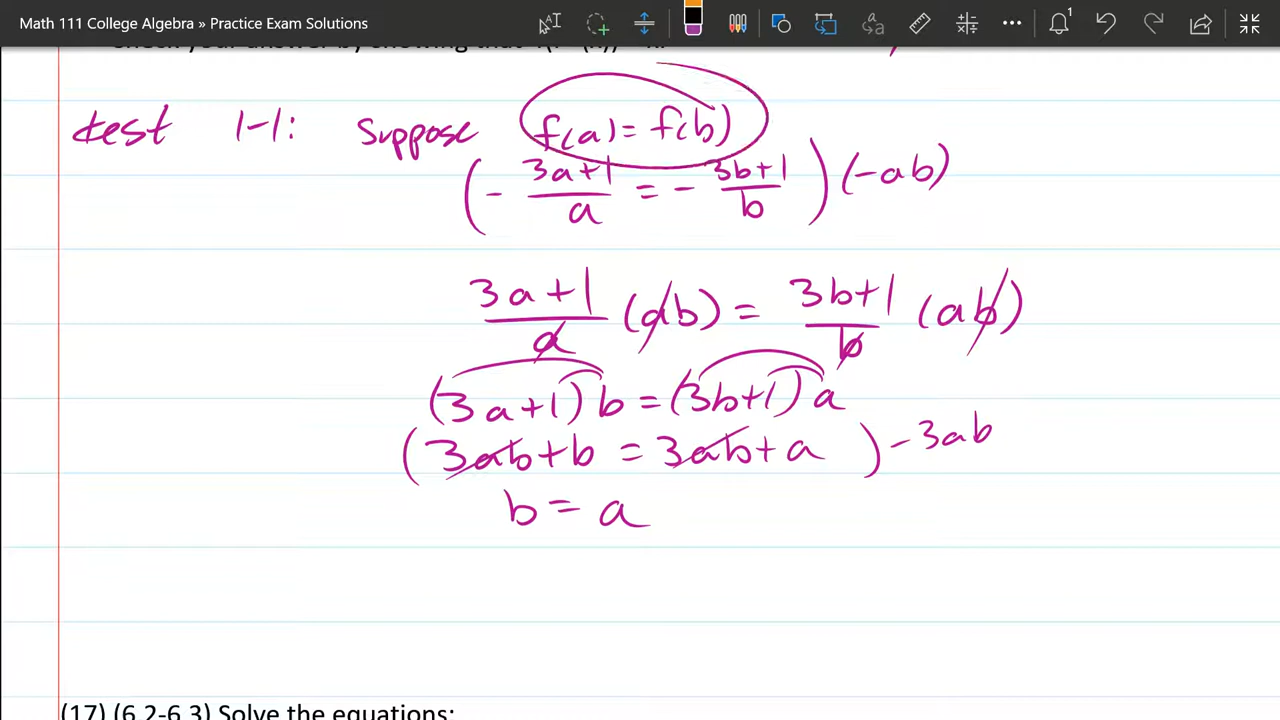 Math 111 College Algebra » Practice Exam Solutions
test 1-1: Suppose f(a) = f(b)
(- 3a+1/a = - 3b+1/b) (-ab)
3a+1/a (ab) = 3b+1/b (ab)
(3a+1) b = (3b+1) a
(3ab+b = 3ab+a) -3ab
b = a
(17) (6.2-6.3) Solve the equations: